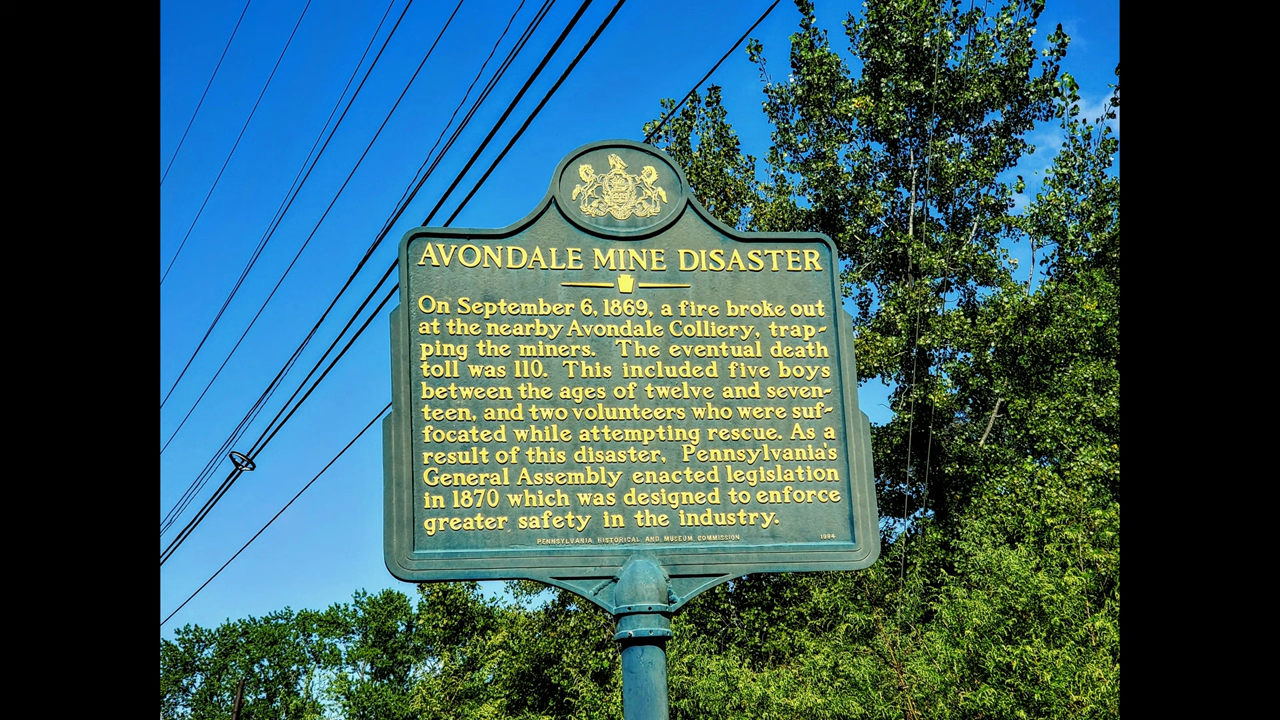 AVONDALE MINE DISASTER
On September 6, 1869, a fire broke out
at the nearby Avondale Colliery, trap-
ping the miners. The eventual death
toll was 110. This included five boys
between the ages of twelve and seven-
teen, and two volunteers who were suf-
focated while attempting rescue. As a
result of this disaster, Pennsylvania's
General Assembly enacted legislation
in 1870 which was designed to enforce
greater safety in the industry.
PENNSYLVANIA HISTORICAL AND MUSEUM COMMISSION 1994